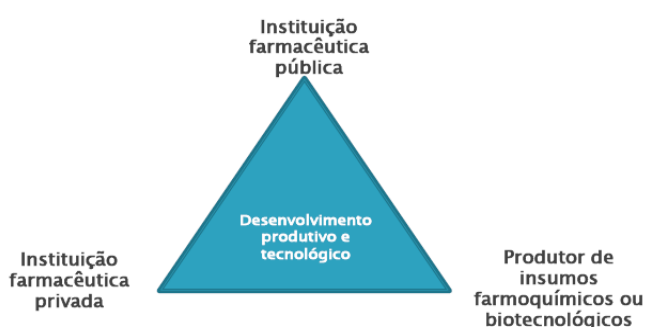 Instituição
farmacêutica
pública
Desenvolvimento
produtivo e
tecnológico
Instituição
farmacêutica
privada
Produtor de
insumos
farmoquímicos ou
biotecnológicos